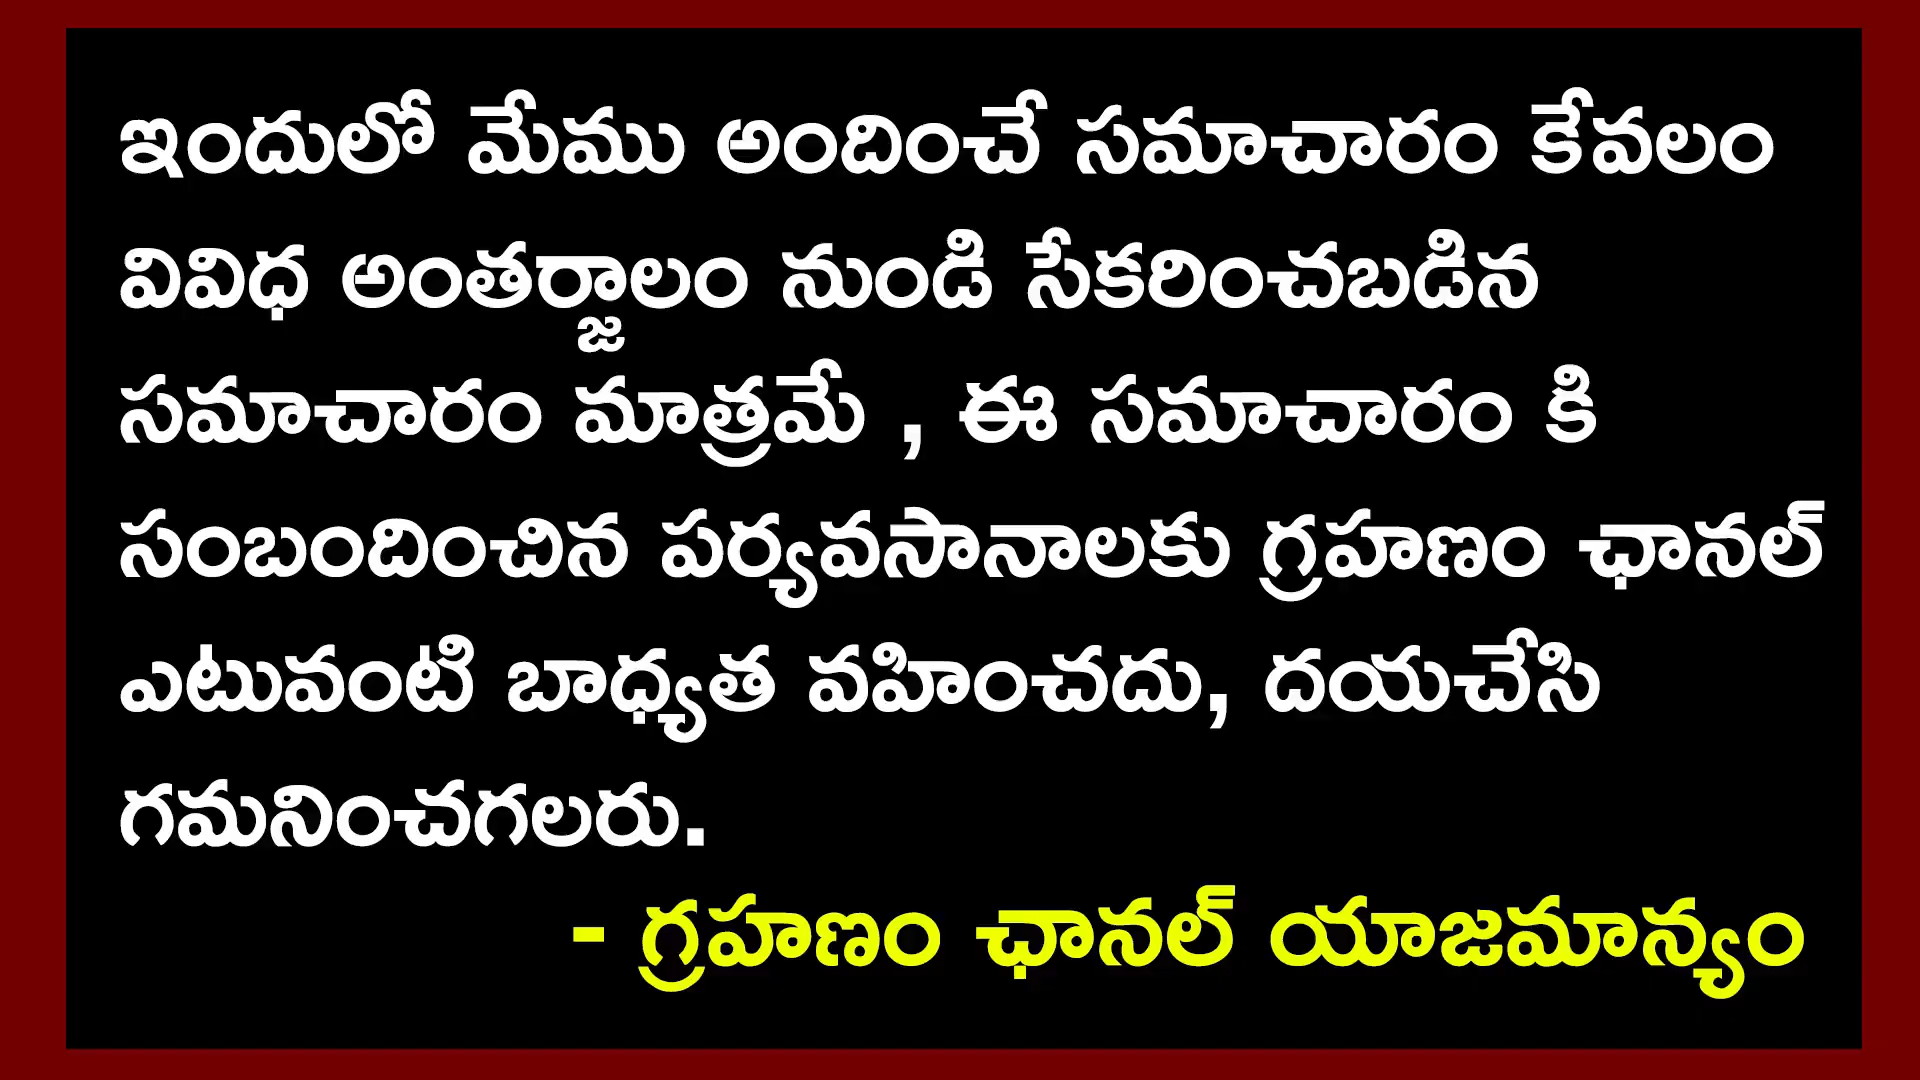 ఇందులో మేము అందించే సమాచారం కేవలం
వివిధ అంతర్జాలం నుండి సేకరించబడిన
సమాచారం మాత్రమే , ఈ సమాచారం కి
సంబందించిన పర్యవసానాలకు గ్రహణం ఛానల్
ఎటువంటి బాధ్యత వహించదు, దయచేసి
గమనించగలరు.
- గ్రహణం ఛానల్ యాజమాన్యం